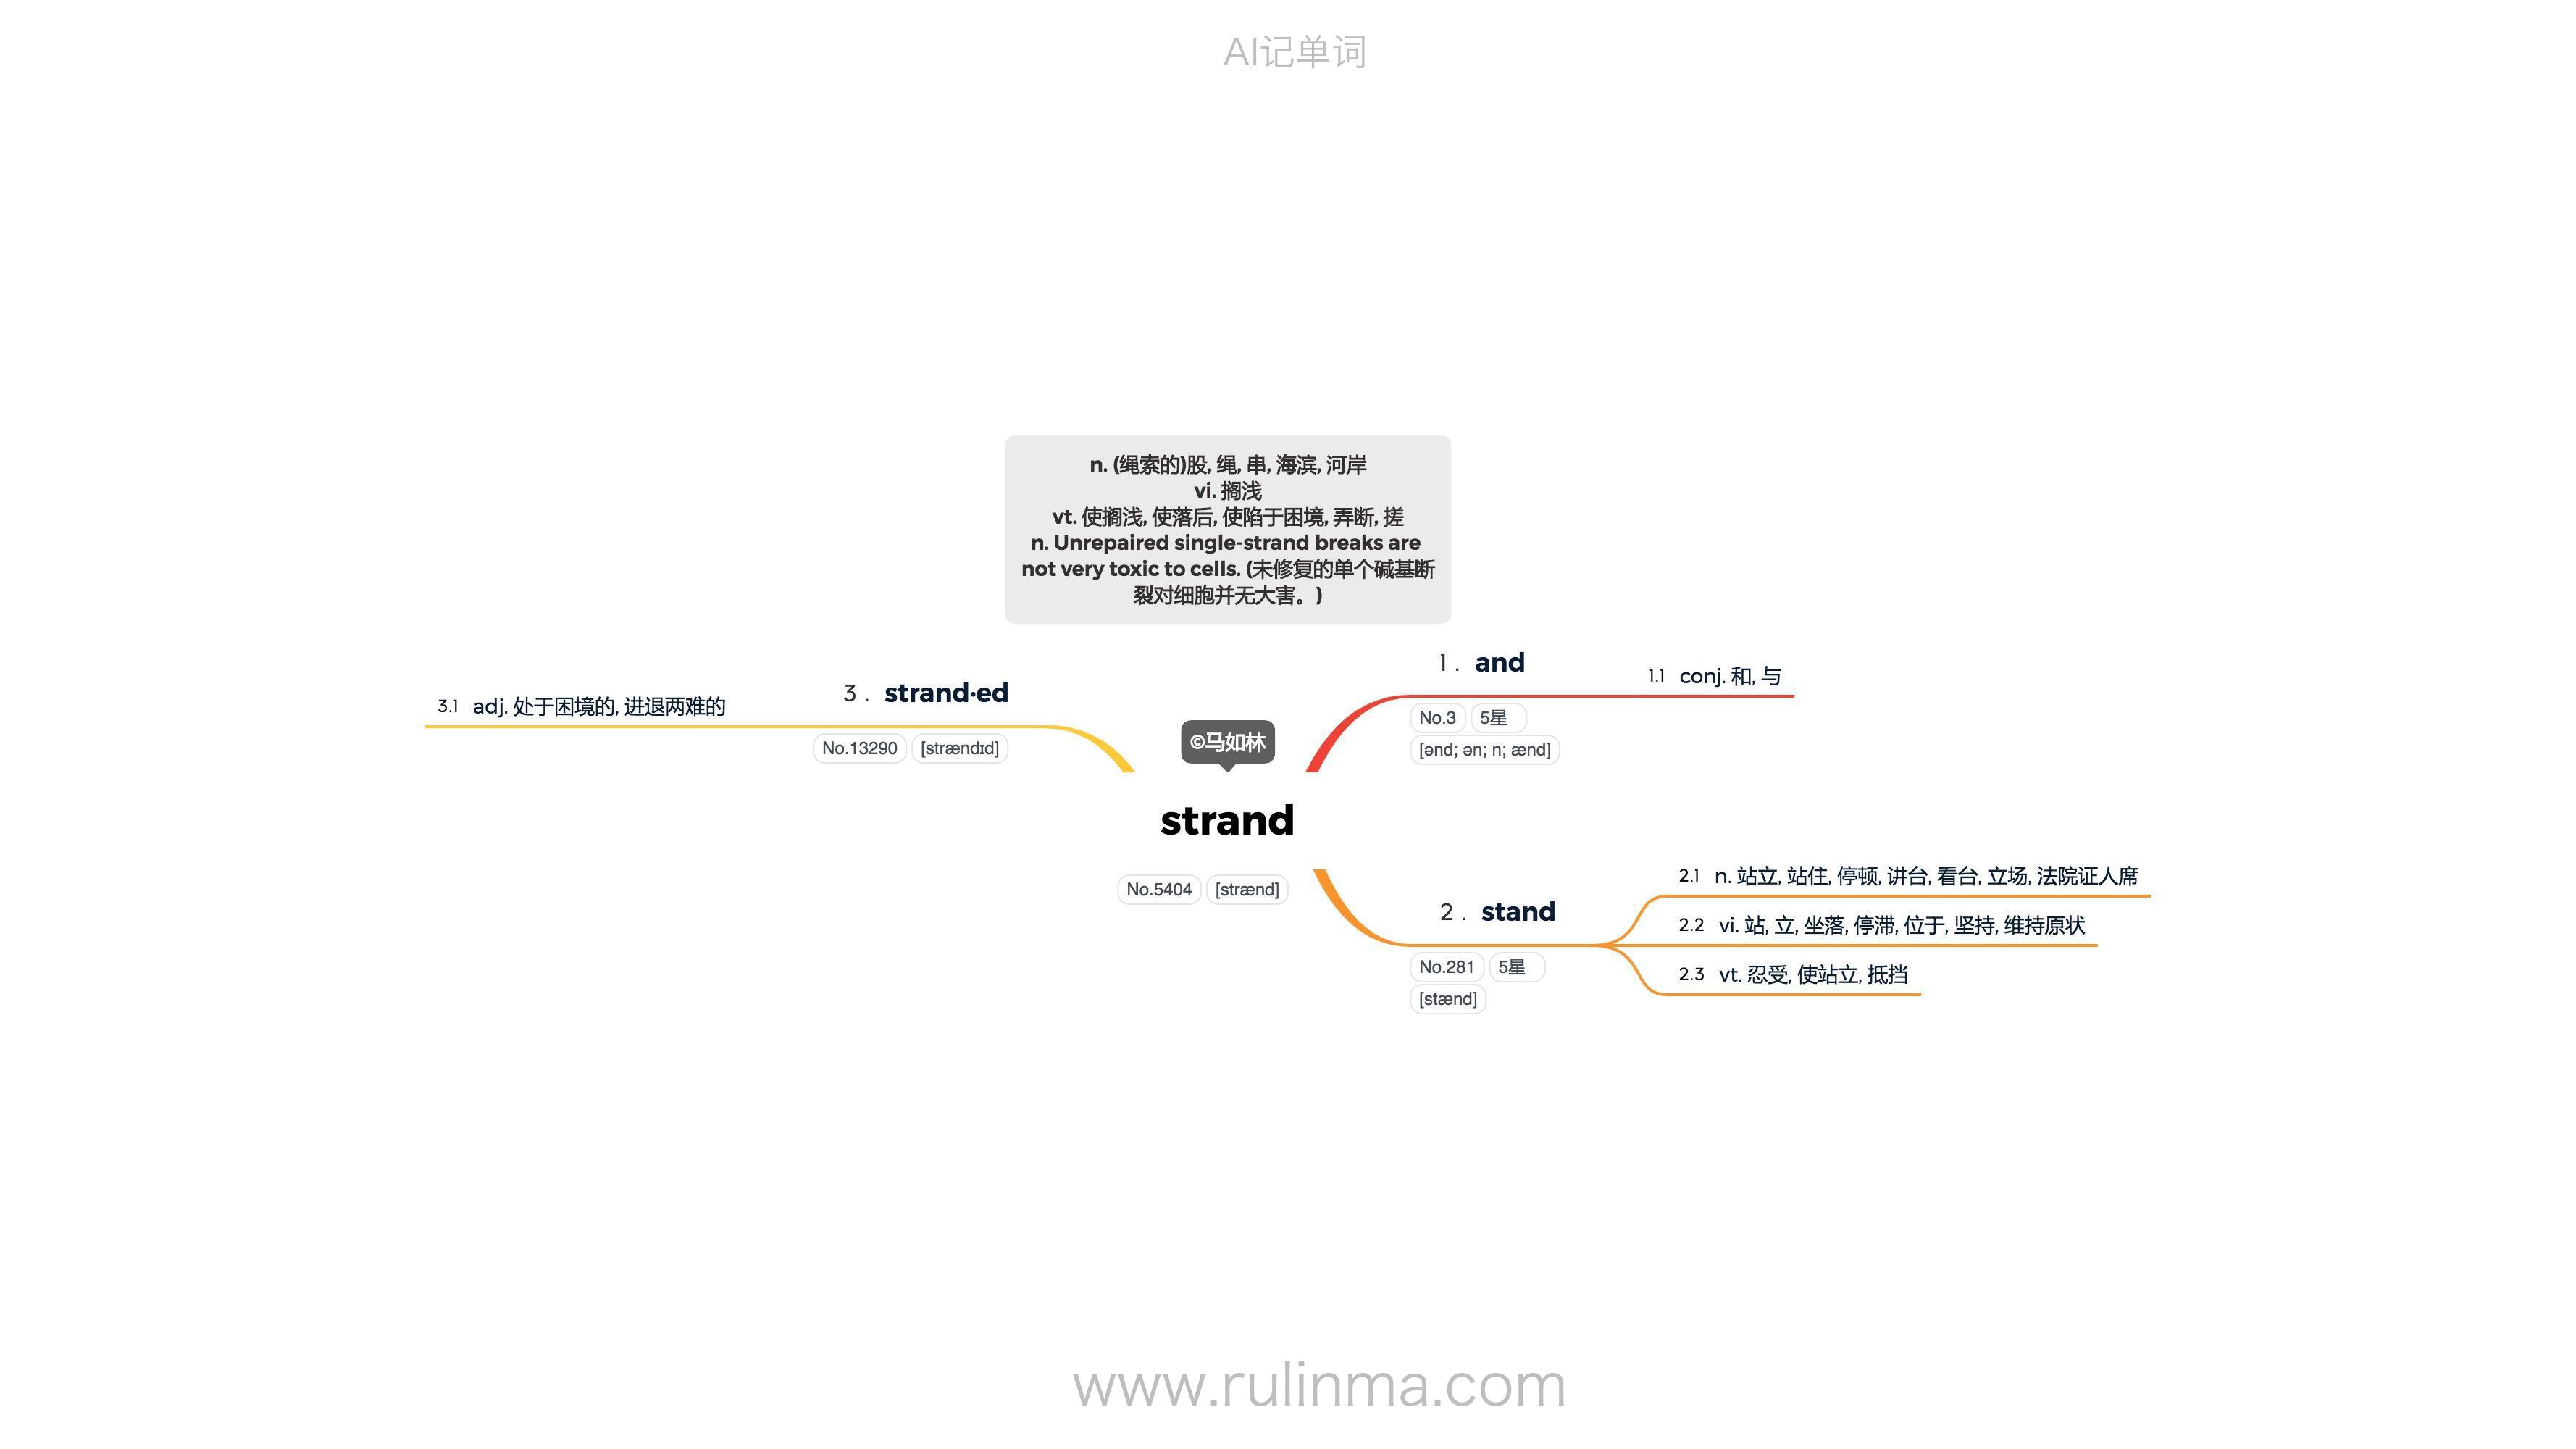 AI记单词
n. (绳索的)股, 绳, 串, 海滨, 河岸
vi. 搁浅
vt. 使搁浅, 使落后, 使陷于困境, 弄断, 搓
n. Unrepaired single-strand breaks are
not very toxic to cells. (未修复的单个碱基断
裂对细胞并无大害。)
©马如林
strand
No.5404 [strænd]
1 . and
No.3 5星
[ənd; ən; n; ænd]
1.1 conj. 和, 与
2 . stand
No.281 5星
[stænd]
2.1 n. 站立, 站住, 停顿, 讲台, 看台, 立场, 法院证人席
2.2 vi. 站, 立, 坐落, 停滞, 位于, 坚持, 维持原状
2.3 vt. 忍受, 使站立, 抵挡
3 . strand·ed
No.13290 [strændɪd]
3.1 adj. 处于困境的, 进退两难的
www.rulinma.com